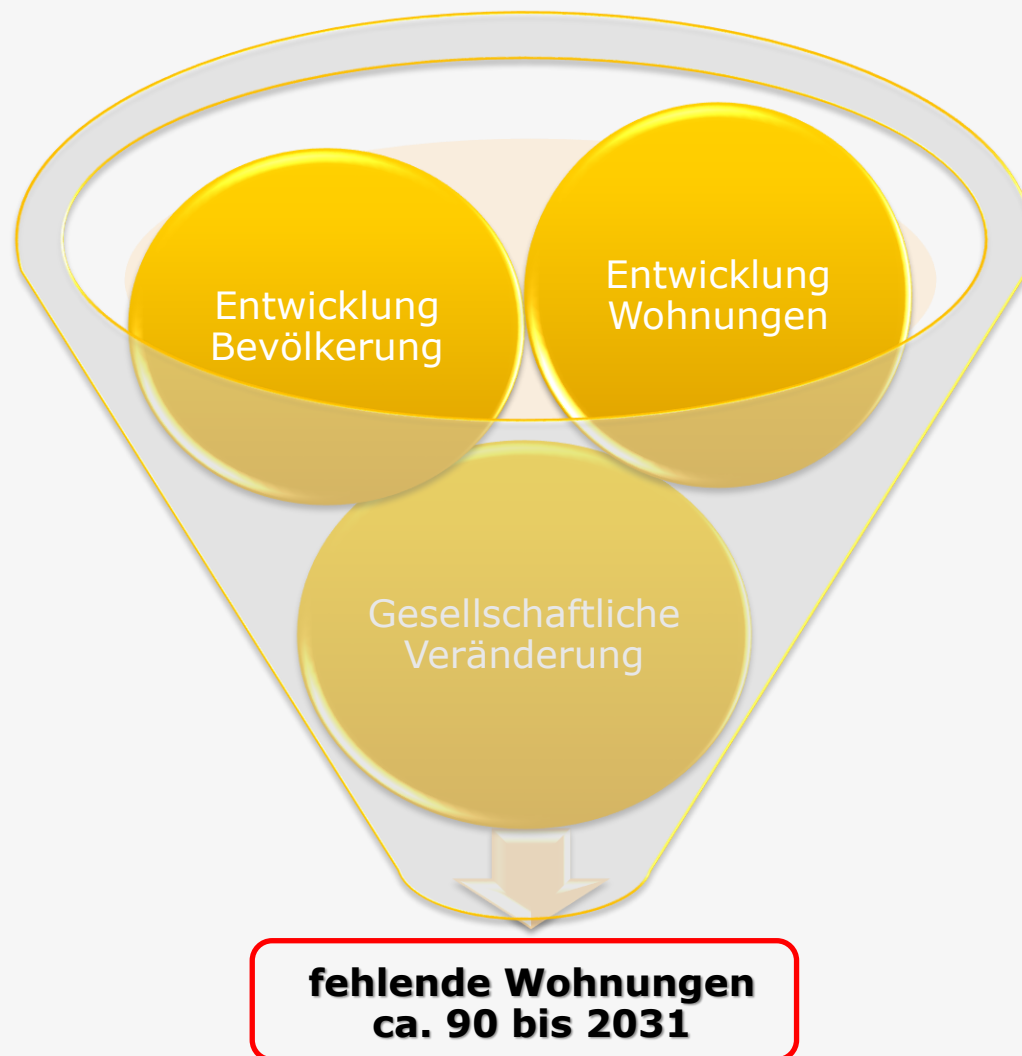 Entwicklung
Bevölkerung
Entwicklung
Wohnungen
Gesellschaftliche
Veränderung
fehlende Wohnungen
ca. 90 bis 2031